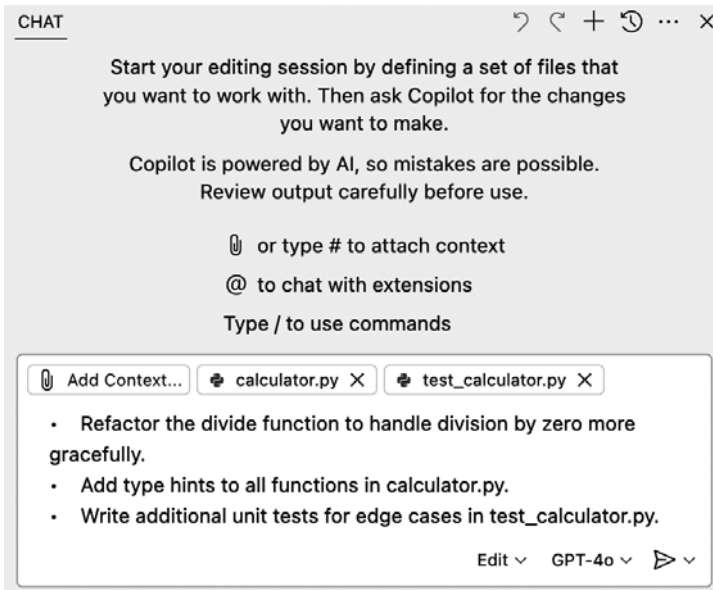 CHAT
Start your editing session by defining a set of files that
you want to work with. Then ask Copilot for the changes
you want to make.
Copilot is powered by AI, so mistakes are possible.
Review output carefully before use.
or type # to attach context
@ to chat with extensions
Type / to use commands
Add Context... calculator.py test_calculator.py
• Refactor the divide function to handle division by zero more
gracefully.
• Add type hints to all functions in calculator.py.
• Write additional unit tests for edge cases in test_calculator.py.
Edit GPT-4o